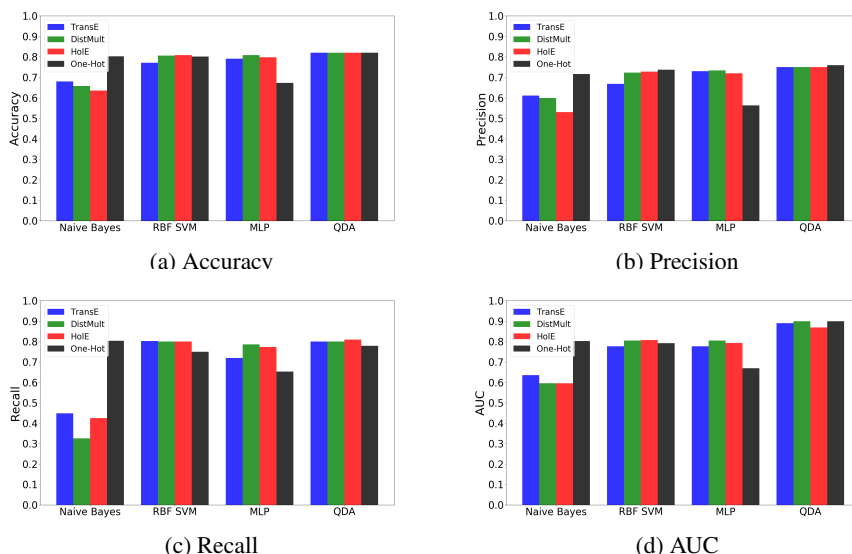 1.0
0.9
0.8
0.7
0.6
0.5
0.4
0.3
0.2
0.1
0.0
Accuracy
TransE
DistMult
HolE
One-Hot
Naive Bayes RBF SVM MLP QDA
(a) Accuracy
1.0
0.9
0.8
0.7
0.6
0.5
0.4
0.3
0.2
0.1
0.0
Precision
TransE
DistMult
HolE
One-Hot
Naive Bayes RBF SVM MLP QDA
(b) Precision
1.0
0.9
0.8
0.7
0.6
0.5
0.4
0.3
0.2
0.1
0.0
Recall
TransE
DistMult
HolE
One-Hot
Naive Bayes RBF SVM MLP QDA
(c) Recall
1.0
0.9
0.8
0.7
0.6
0.5
0.4
0.3
0.2
0.1
0.0
AUC
TransE
DistMult
HolE
One-Hot
Naive Bayes RBF SVM MLP QDA
(d) AUC